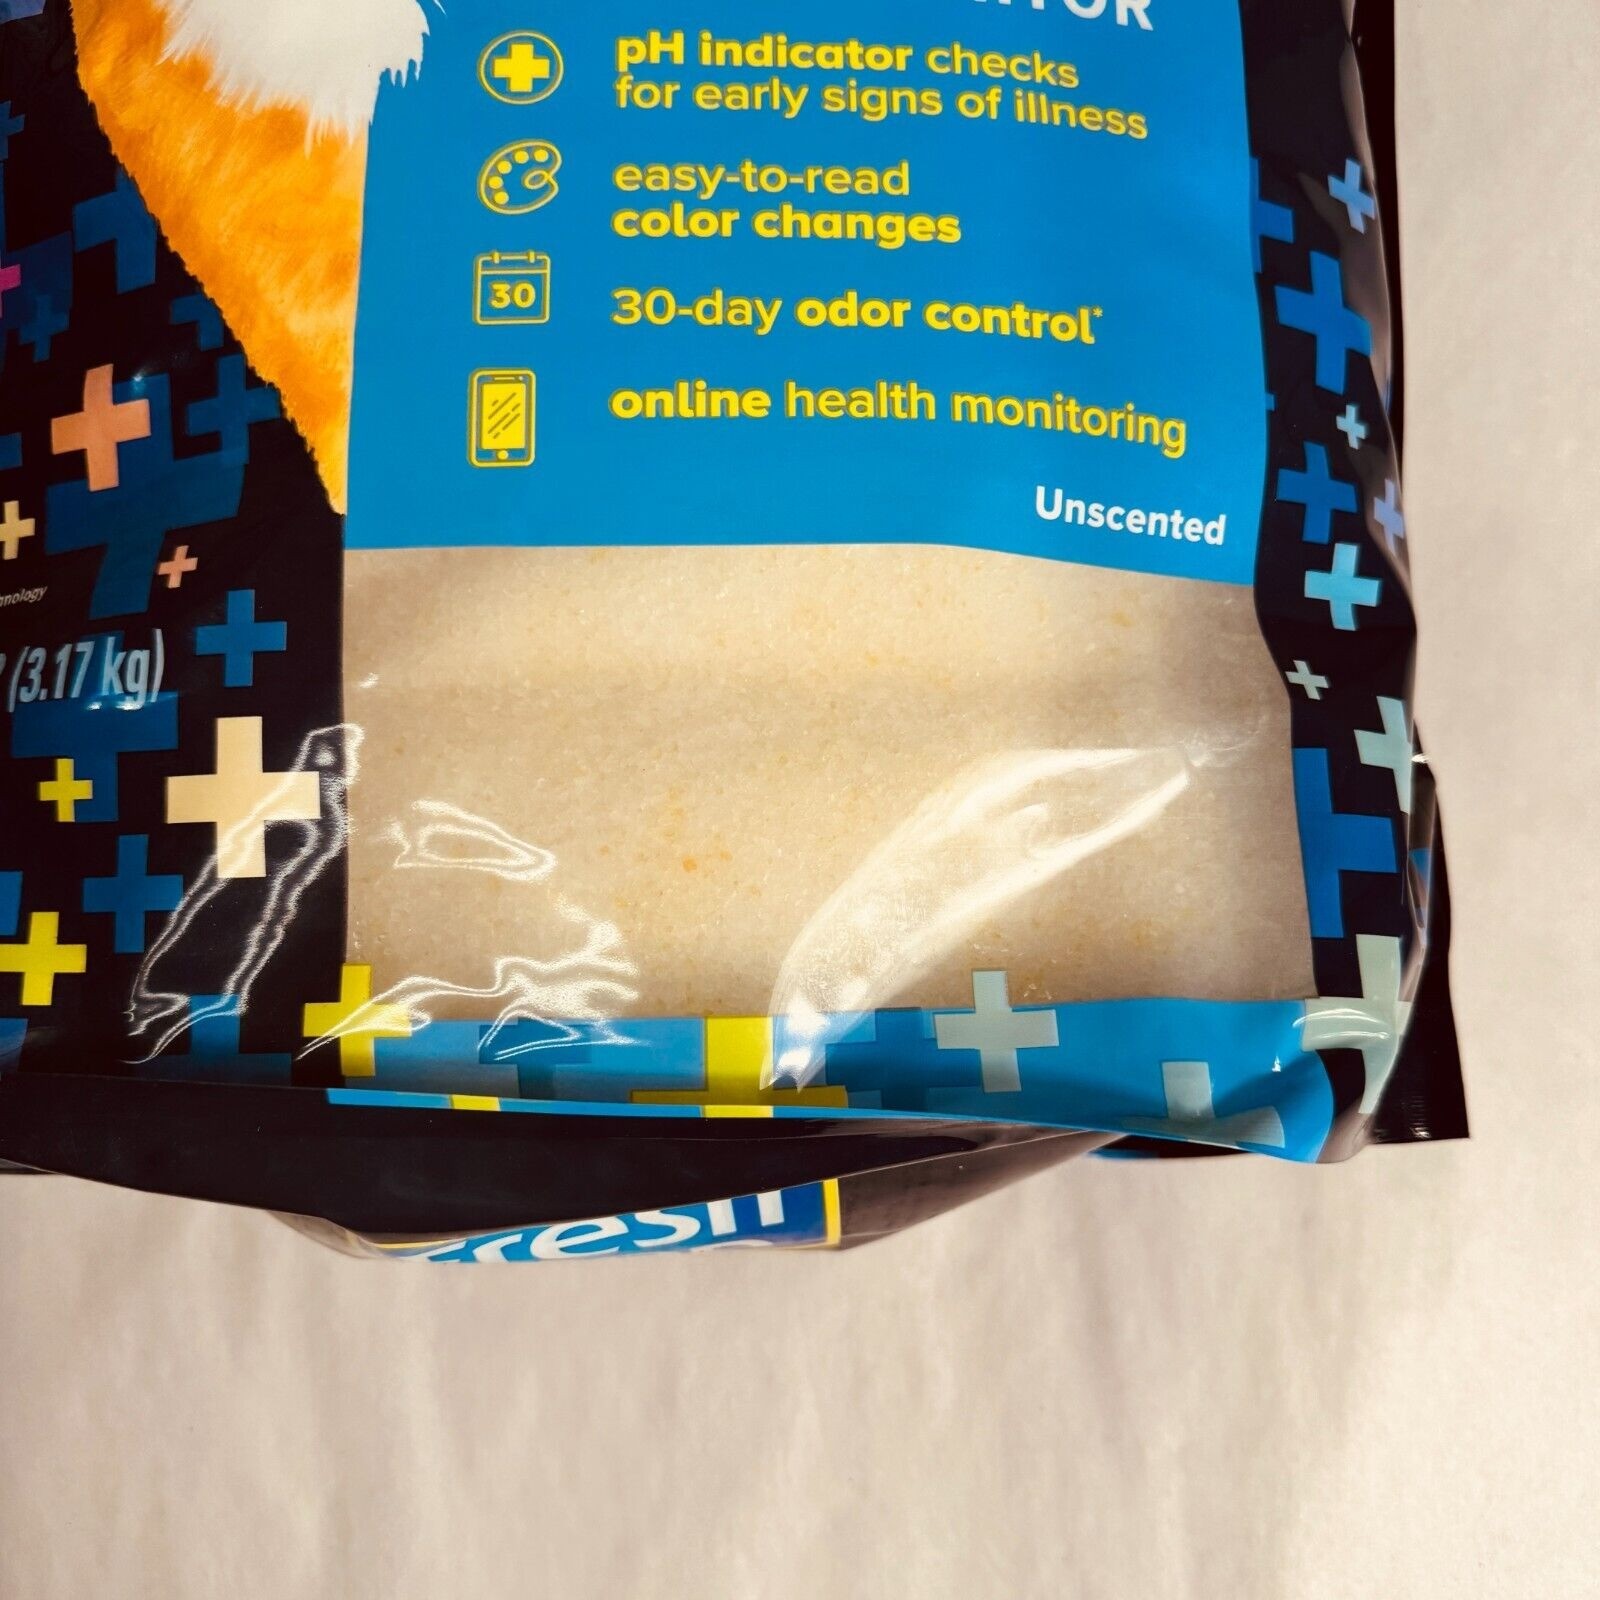 pH indicator checks
for early signs of illness
easy-to-read
color changes
30
30-day odor control*
online health monitoring
Unscented
(3.17 kg)